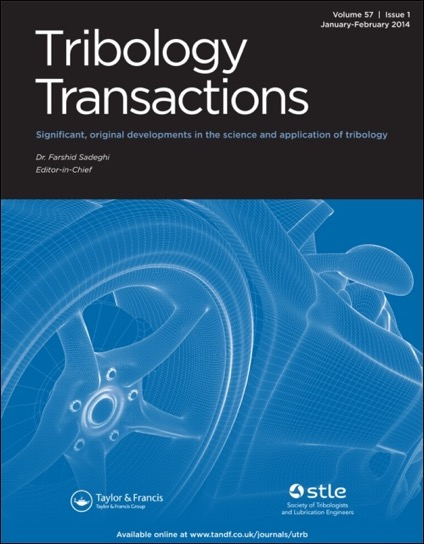 Volume 57 | Issue 1
January-February 2014
Tribology
Transactions
Significant, original developments in the science and application of tribology
Dr. Farshid Sadeghi
Editor-in-Chief
Taylor & Francis
Taylor & Francis Group
stle
Society of Tribologists
and Lubrication Engineers
Available online at www.tandf.co.uk/journals/utrb